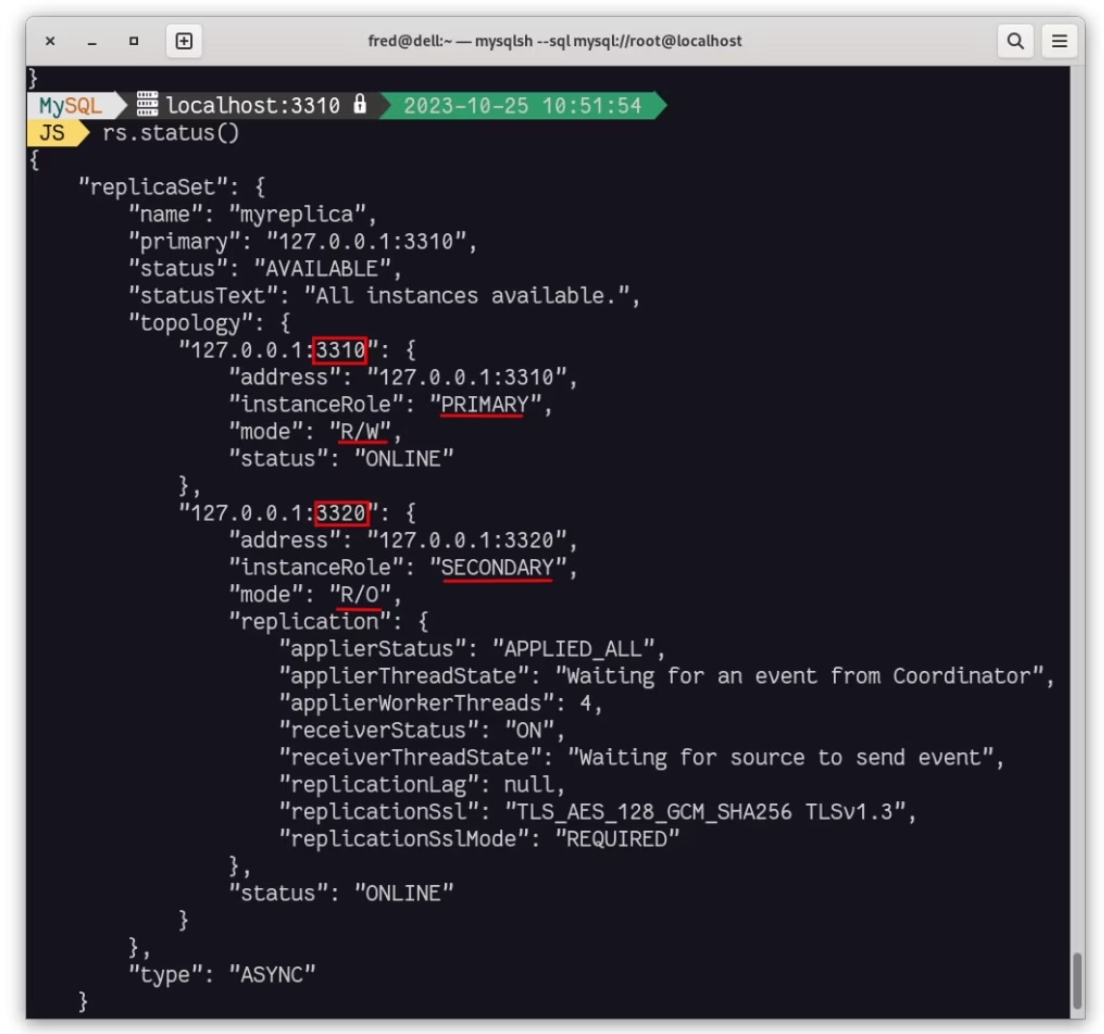 fred@dell:~ — mysqlsh --sql mysql://root@localhost
}
MySQL localhost:3310 2023-10-25 10:51:54
JS rs.status()
{
    "replicaSet": {
        "name": "myreplica",
        "primary": "127.0.0.1:3310",
        "status": "AVAILABLE",
        "statusText": "All instances available.",
        "topology": {
            "127.0.0.1:3310": {
                "address": "127.0.0.1:3310",
                "instanceRole": "PRIMARY",
                "mode": "R/W",
                "status": "ONLINE"
            },
            "127.0.0.1:3320": {
                "address": "127.0.0.1:3320",
                "instanceRole": "SECONDARY",
                "mode": "R/O",
                "replication": {
                    "applierStatus": "APPLIED_ALL",
                    "applierThreadState": "Waiting for an event from Coordinator",
                    "applierWorkerThreads": 4,
                    "receiverStatus": "ON",
                    "receiverThreadState": "Waiting for source to send event",
                    "replicationLag": null,
                    "replicationSsl": "TLS_AES_128_GCM_SHA256 TLSv1.3",
                    "replicationSslMode": "REQUIRED"
                },
                "status": "ONLINE"
            }
        },
        "type": "ASYNC"
    }